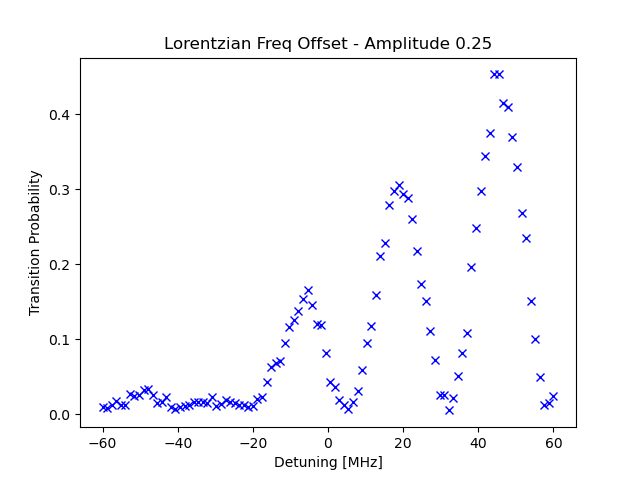 Lorentzian Freq Offset - Amplitude 0.25
Transition Probability
0.4
0.3
0.2
0.1
0.0
−60 −40 −20 0 20 40 60
Detuning [MHz]